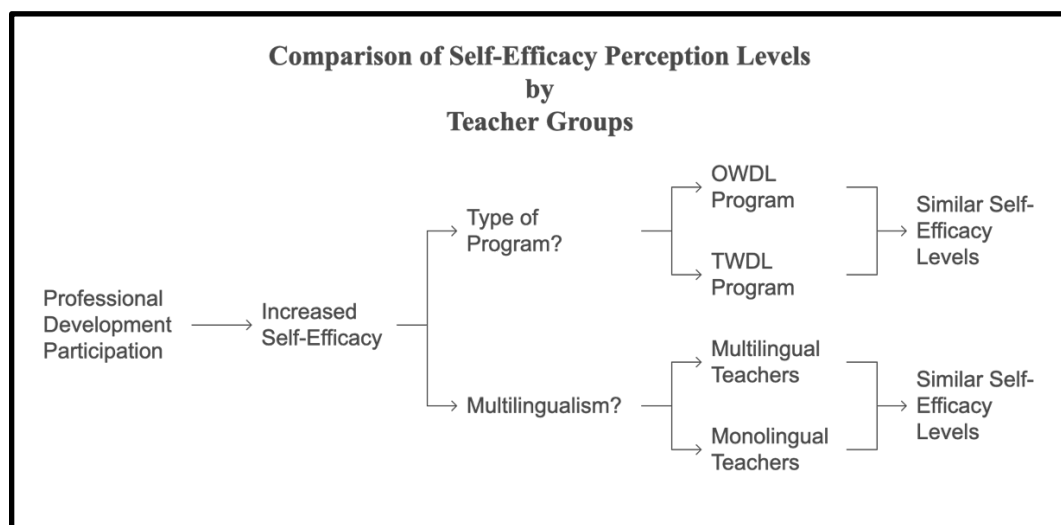 Comparison of Self-Efficacy Perception Levels
by
Teacher Groups
Professional
Development
Participation
Increased
Self-Efficacy
Type of
Program?
OWDL
Program
TWDL
Program
Similar Self-
Efficacy
Levels
Multilingualism?
Multilingual
Teachers
Monolingual
Teachers
Similar Self-
Efficacy
Levels